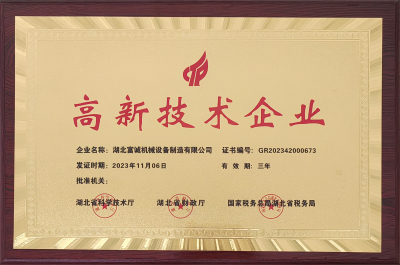 高新技术企业
企业名称：湖北富诚机械设备制造有限公司 证书编号：GR202342000673
发证时间：2023年11月06日 有 效 期：三年
批准机关：
湖北省科学技术厅 湖北省财政厅 国家税务总局湖北省税务局